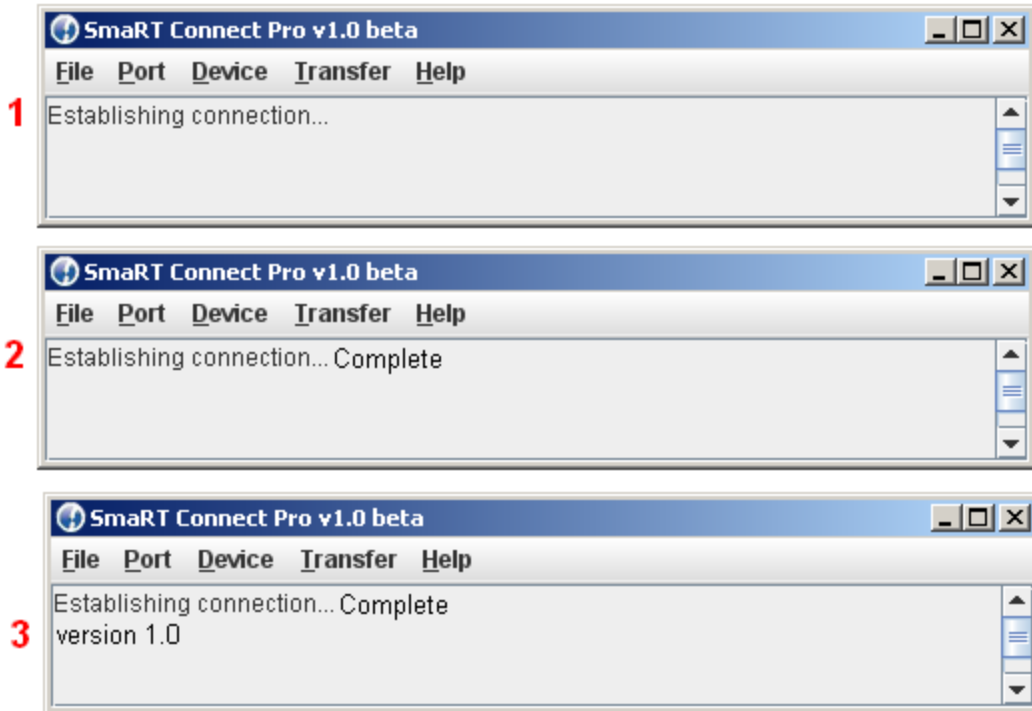 SmaRT Connect Pro v1.0 beta
File Port Device Transfer Help
1
Establishing connection...
SmaRT Connect Pro v1.0 beta
File Port Device Transfer Help
2
Establishing connection... Complete
SmaRT Connect Pro v1.0 beta
File Port Device Transfer Help
Establishing connection... Complete
3
version 1.0